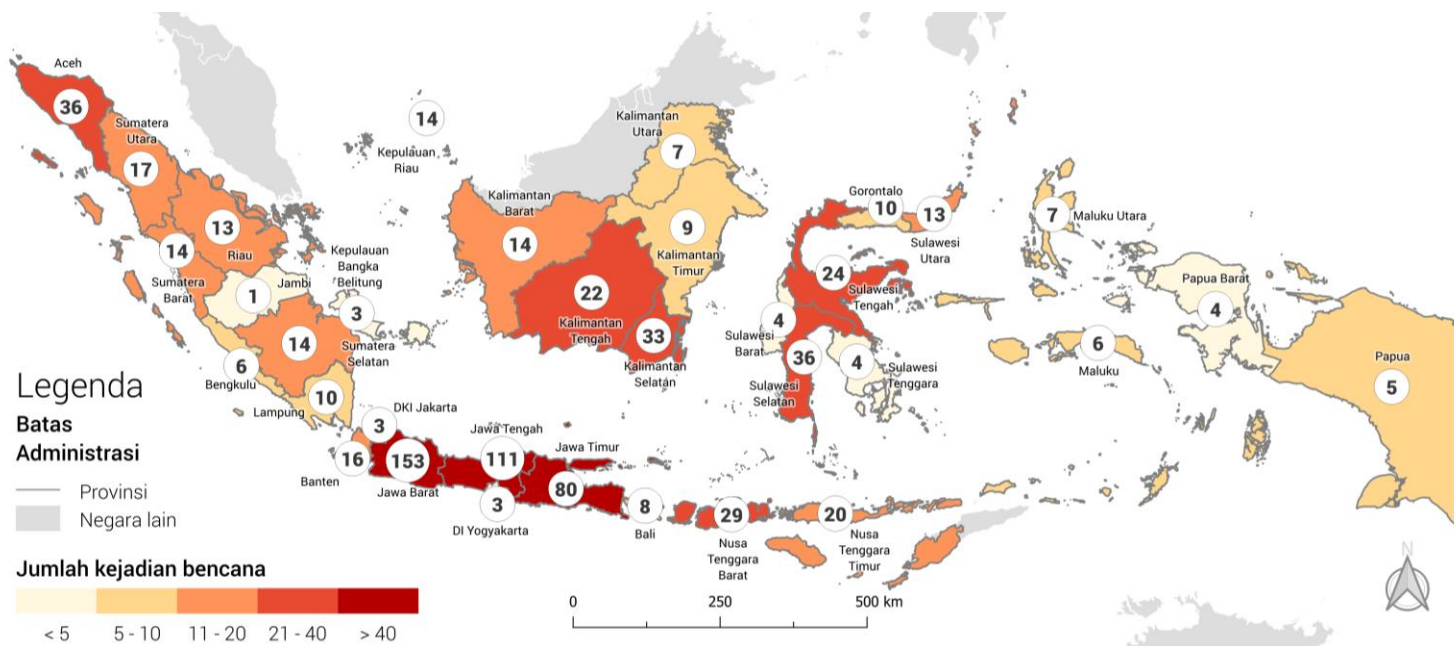 Aceh
36
Sumatera
Utara
17
14
Kepulauan
Riau
13
Riau
14
Sumatera
Barat
1
Jambi
Kepulauan
Bangka
Belitung
3
14
Sumatera
Selatan
6
Bengkulu
10
Lampung
Kalimantan
Utara
7
Kalimantan
Barat
14
9
Kalimantan
Timur
22
Kalimantan
Tengah
33
Kalimantan
Selatan
Gorontalo
10
13
Sulawesi
Utara
24
Sulawesi
Tengah
4
Sulawesi
Barat
36
Sulawesi
Selatan
4
Sulawesi
Tenggara
7
Maluku Utara
6
Maluku
Papua Barat
4
Papua
5
DKI Jakarta
3
16
Banten
153
Jawa Barat
Jawa Tengah
111
3
DI Yogyakarta
Jawa Timur
80
8
Bali
29
Nusa
Tenggara
Barat
20
Nusa
Tenggara
Timur
Legenda
Batas
Administrasi
Provinsi
Negara lain
Jumlah kejadian bencana
< 5
5 - 10
11 - 20
21 - 40
> 40
0
250
500 km
N